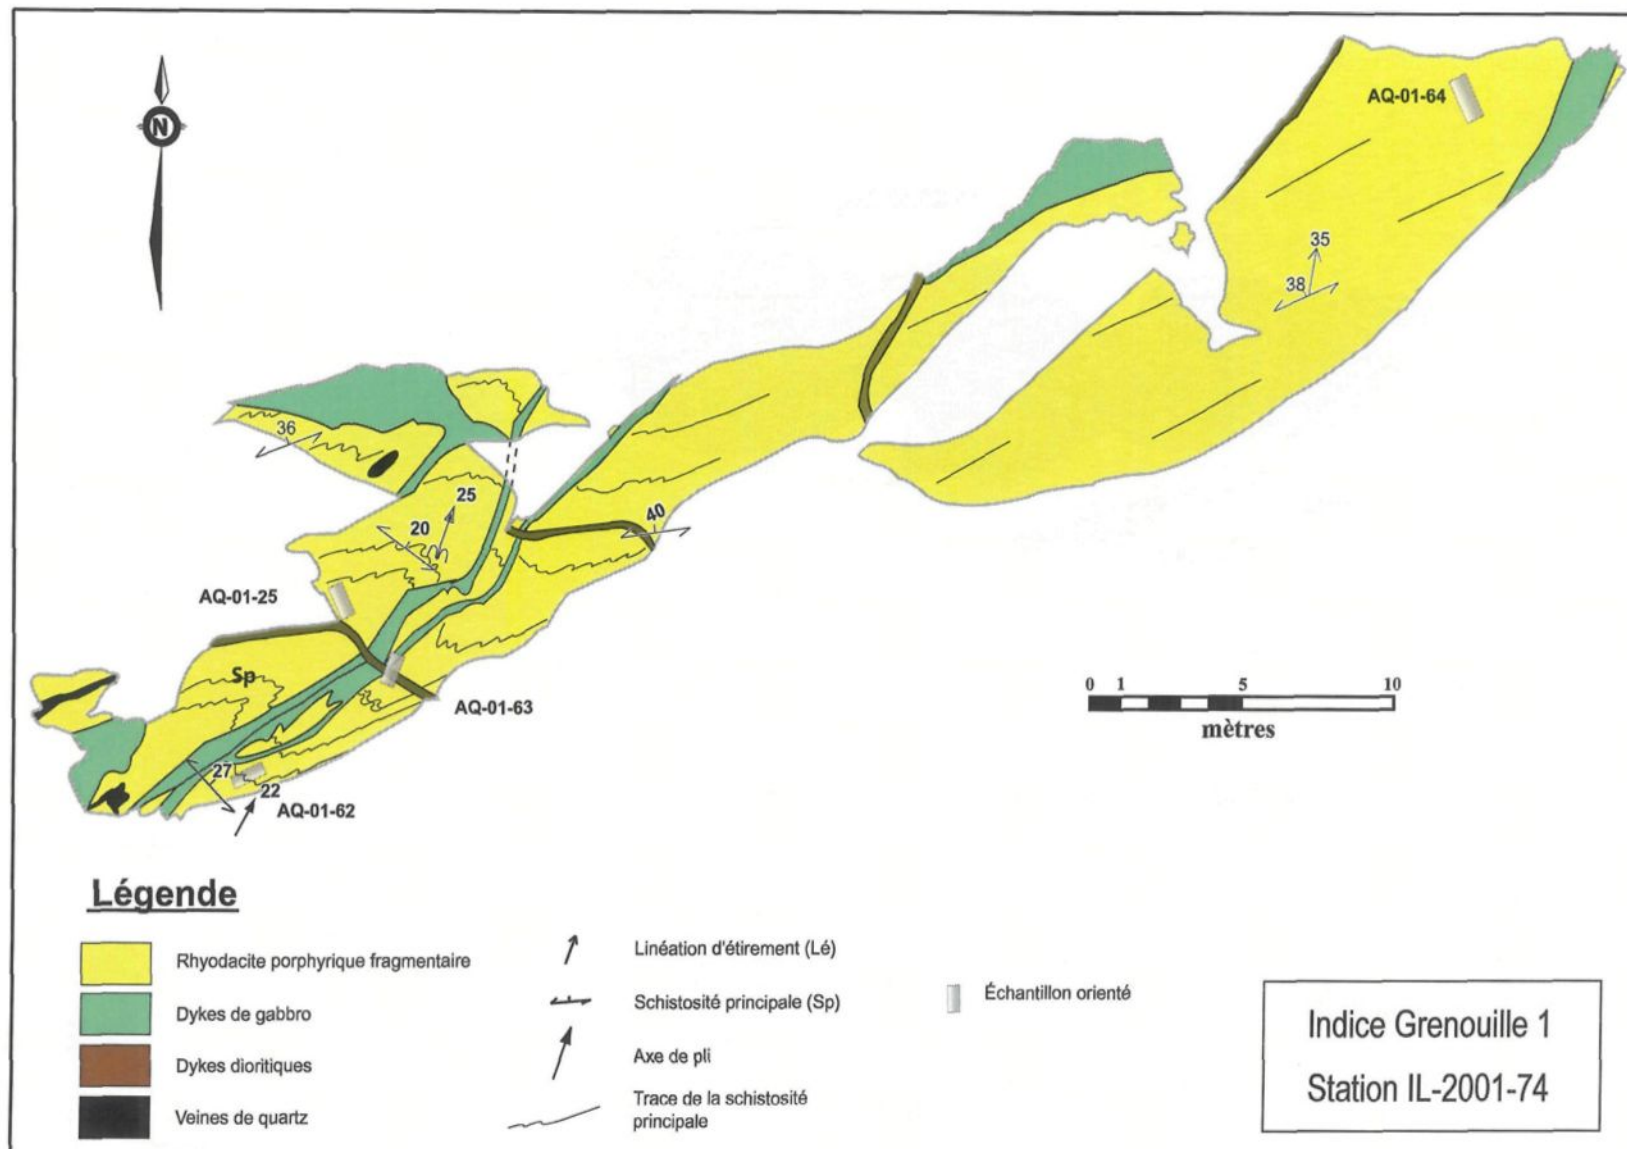 N
AQ-01-64
35
38
36
25
20
40
AQ-01-25
Sp
AQ-01-63
27
22
AQ-01-62
0 1 5 10
mètres
Légende
Rhyodacite porphyrique fragmentaire
Dykes de gabbro
Dykes dioritiques
Veines de quartz
Linéation d'étirement (Lé)
Schistosité principale (Sp)
Axe de pli
Trace de la schistosité
principale
Échantillon orienté
Indice Grenouille 1
Station IL-2001-74